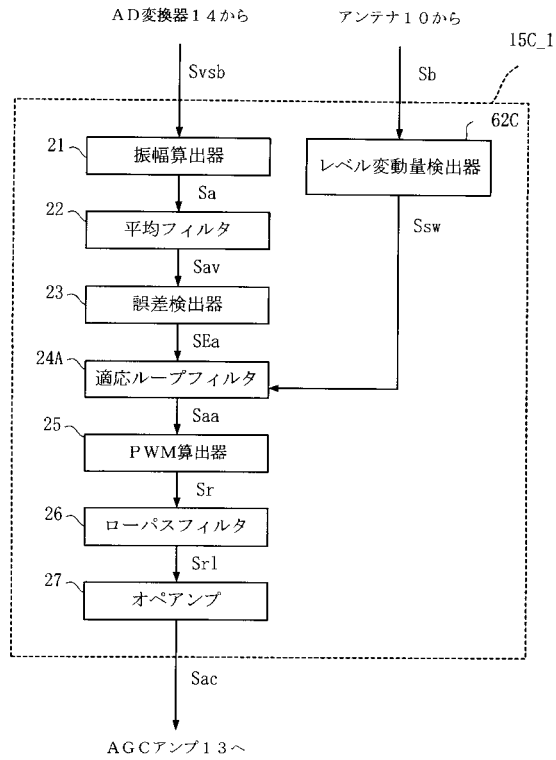 AD変換器14から
アンテナ10から
15C_1
Svsb
Sb
62C
21
振幅算出器
レベル変動量検出器
Sa
Ssw
22
平均フィルタ
Sav
23
誤差検出器
SEa
24A
適応ループフィルタ
Saa
25
PWM算出器
Sr
26
ローパスフィルタ
Srl
27
オペアンプ
Sac
AGCアンプ13へ